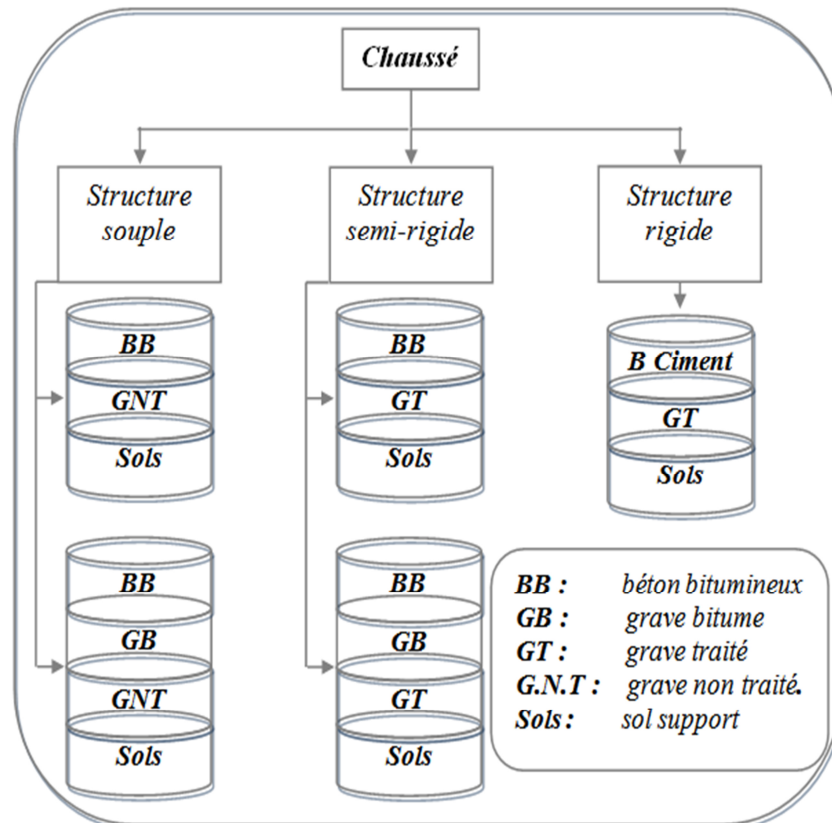 Chaussé
Structure
souple
Structure
semi-rigide
Structure
rigide
BB
GNT
Sols
BB
GT
Sols
B Ciment
GT
Sols
BB
GB
GNT
Sols
BB
GB
GT
Sols
BB : béton bitumineux
GB : grave bitume
GT : grave traité
G.N.T : grave non traité.
Sols : sol support